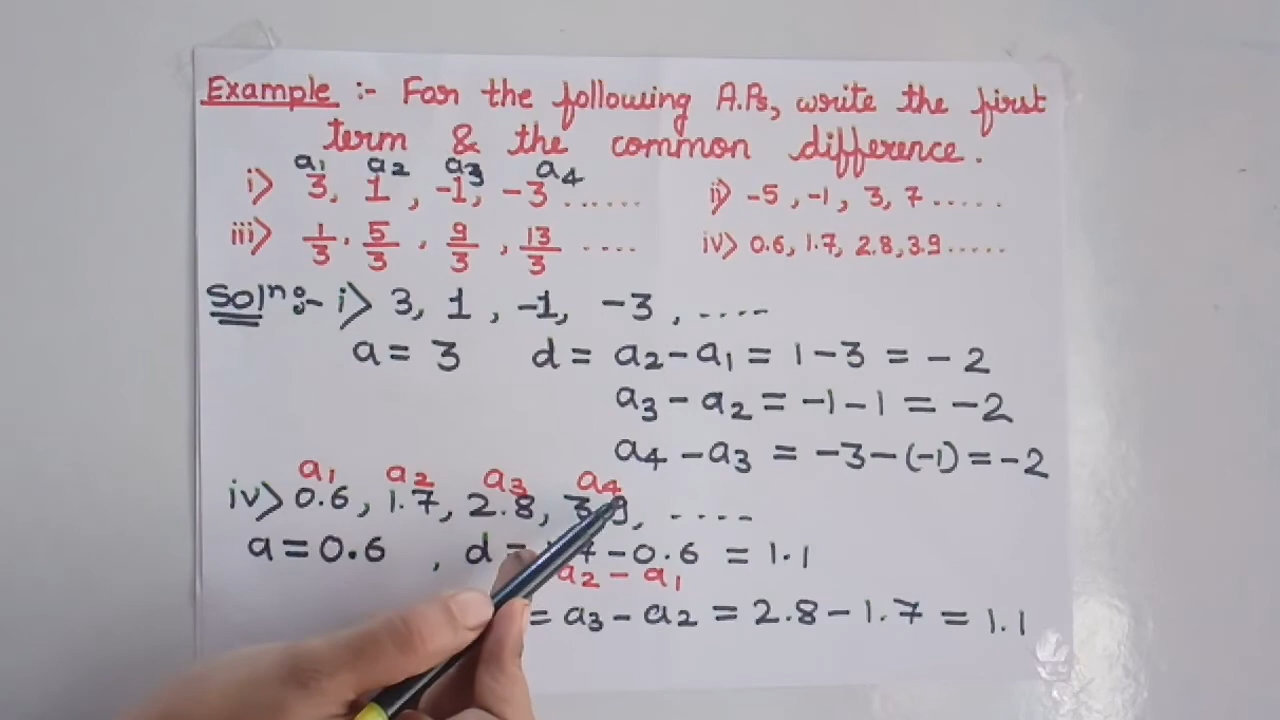 Example :- For the following A.Ps, write the first
term & the common difference.
a1 a2 a3 a4
i) 3, 1, -1, -3 ...... ii) -5, -1, 3, 7 .....
iii) 1/3, 5/3, 9/3, 13/3 .... iv) 0.6, 1.7, 2.8, 3.9 .....
Soln :- i) 3, 1, -1, -3, ....
a = 3 d = a2 - a1 = 1 - 3 = -2
a3 - a2 = -1 - 1 = -2
a4 - a3 = -3 - (-1) = -2
a1 a2 a3 a4
iv) 0.6, 1.7, 2.8, 3.9, ....
a = 0.6, d = - 0.6 = 1.1
a2 - a1
= a3 - a2 = 2.8 - 1.7 = 1.1